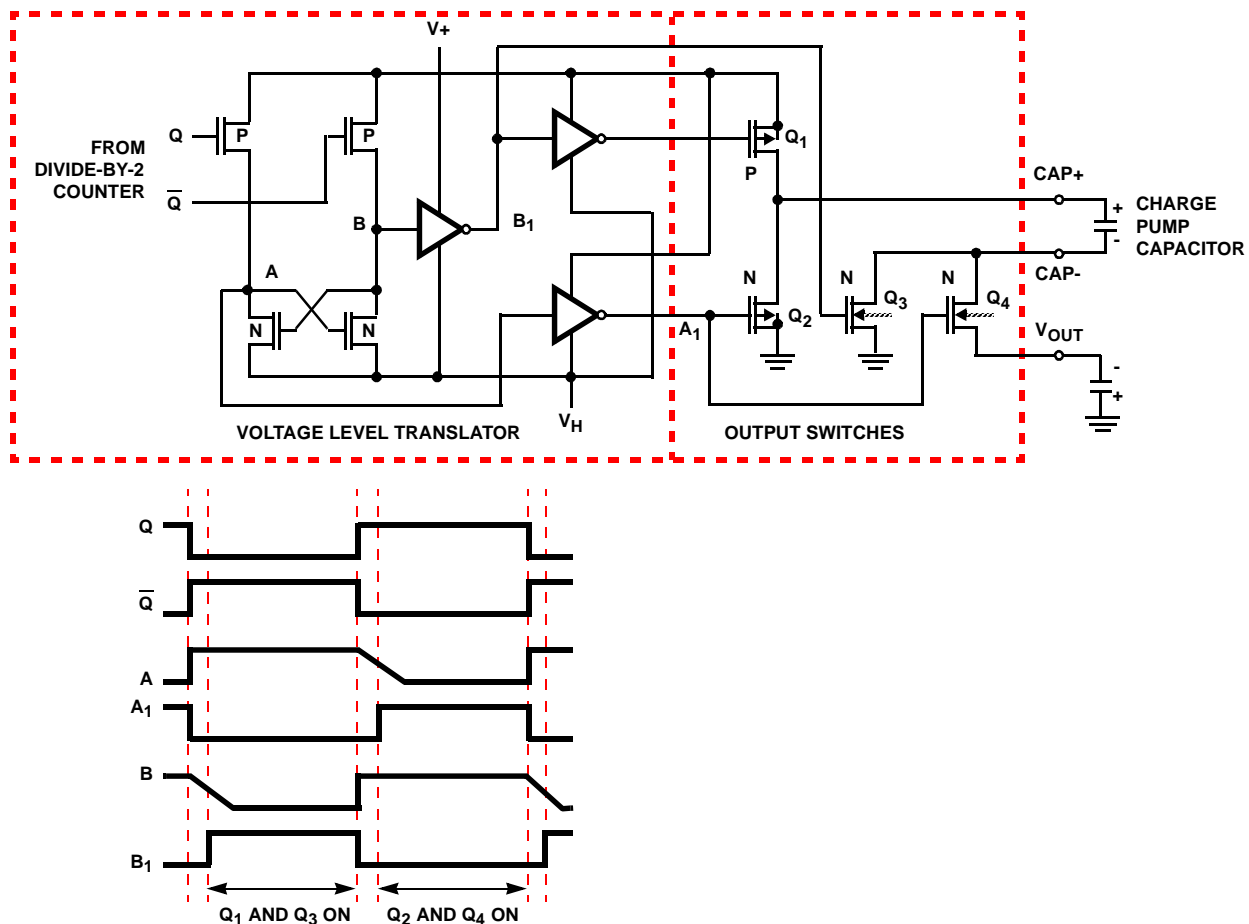 V+
Q
P
P
Q1
P
FROM
DIVIDE-BY-2
COUNTER
Q̅
B
B1
CAP+
+
-
CHARGE
PUMP
CAPACITOR
CAP-
A
N
N
N
Q2
N
Q3
N
Q4
A1
VOUT
-
+
VH
VOLTAGE LEVEL TRANSLATOR
OUTPUT SWITCHES
Q
Q̅
A
A1
B
B1
Q1 AND Q3 ON
Q2 AND Q4 ON